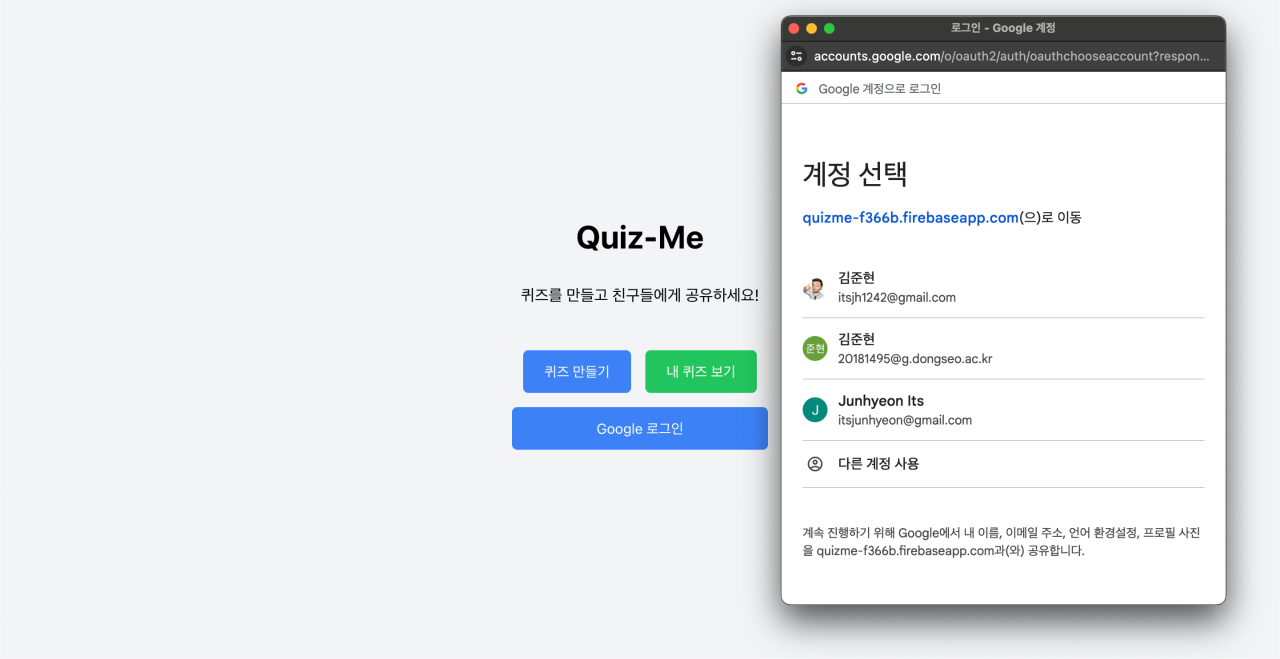 Quiz-Me
퀴즈를 만들고 친구들에게 공유하세요!
퀴즈 만들기
내 퀴즈 보기
Google 로그인
로그인 - Google 계정
accounts.google.com/o/oauth2/auth/oauthchooseaccount?respon...
Google 계정으로 로그인
계정 선택
quizme-f366b.firebaseapp.com(으)로 이동
김준현
itsjh1242@gmail.com
준현
김준현
20181495@g.dongseo.ac.kr
J
Junhyeon Its
itsjunhyeon@gmail.com
다른 계정 사용
계속 진행하기 위해 Google에서 내 이름, 이메일 주소, 언어 환경설정, 프로필 사진
을 quizme-f366b.firebaseapp.com과(와) 공유합니다.